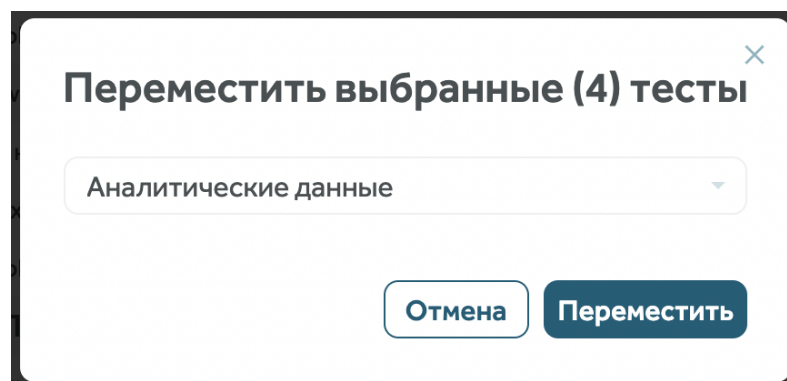 Переместить выбранные (4) тесты
Аналитические данные
Отмена
Переместить